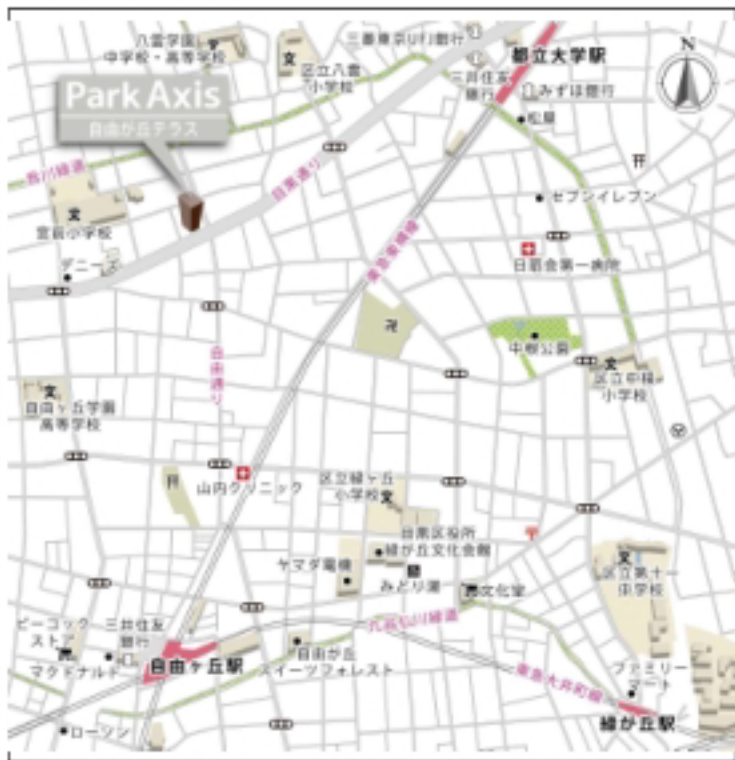 八雲学園
中学校・高等学校
区立八雲
小学校
三菱東京UFJ銀行
都立大学駅
三井住友
銀行
みずほ銀行
松屋
N
Park Axis
自由が丘テラス
呑川緑道
目黒通り
宮前小学校
デニーズ
セブンイレブン
東急東横線
日扇会第一病院
中根公園
区立中根
小学校
自由通り
自由ヶ丘学園
高等学校
山内クリニック
区立緑ヶ丘
小学校
目黒区役所
緑が丘文化会館
ヤマダ電機
みどり湯
文化堂
区立第十一
中学校
九品仏川緑道
ピーコック
ストア
三井住友
銀行
マクドナルド
自由ヶ丘駅
自由が丘
スイーツフォレスト
東急大井町線
ファミリー
マート
緑が丘駅
ローソン